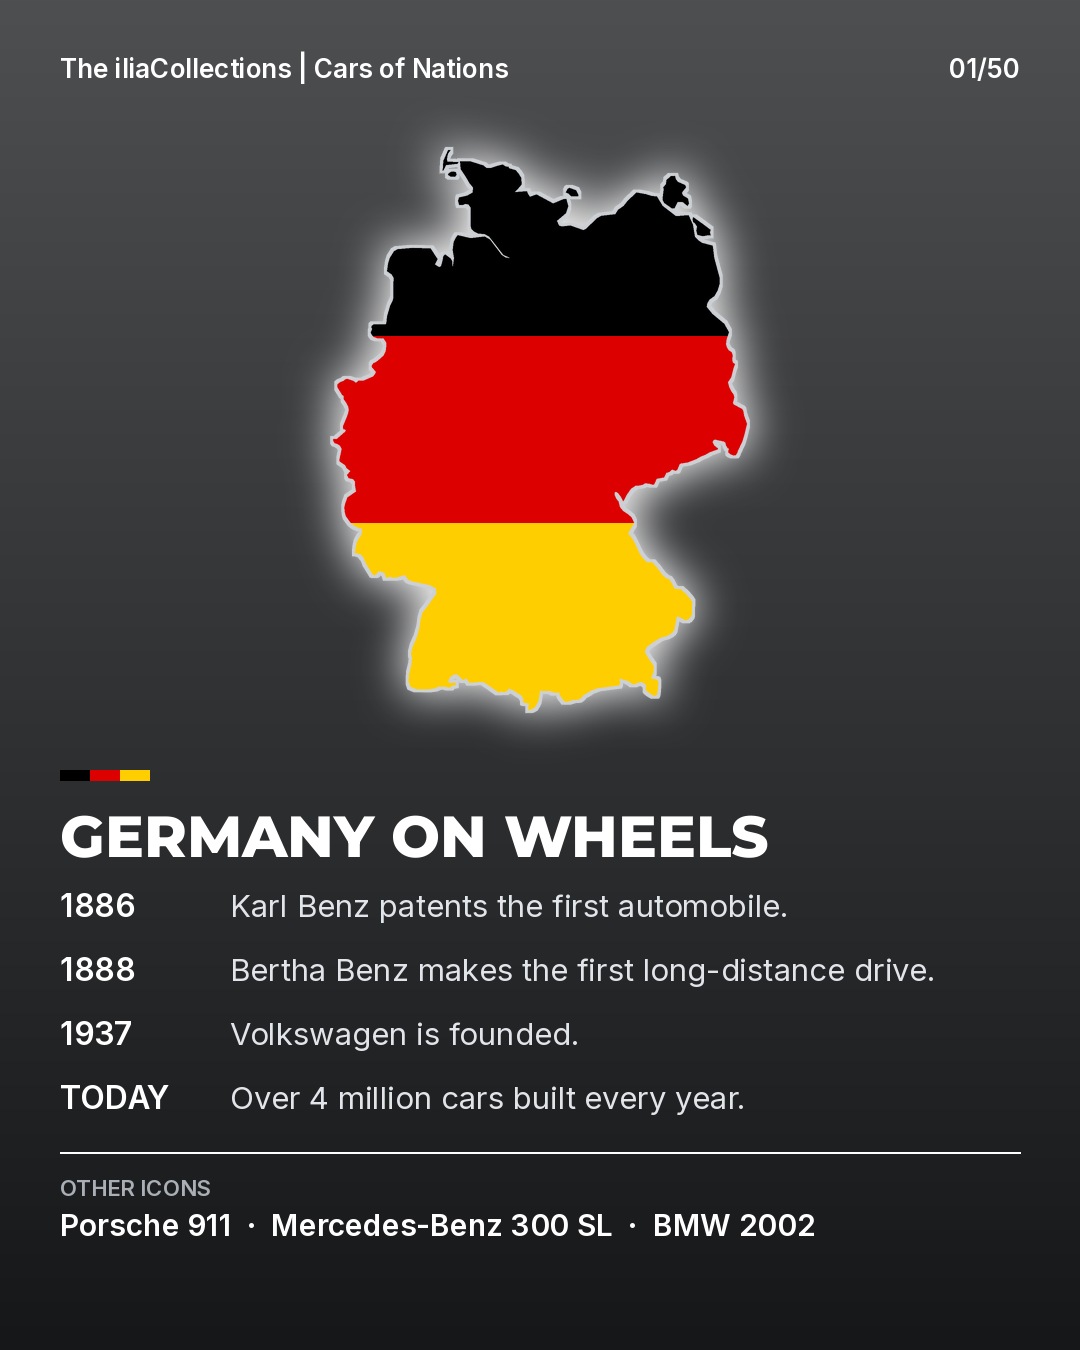 The iliaCollections | Cars of Nations
01/50
GERMANY ON WHEELS
1886 Karl Benz patents the first automobile.
1888 Bertha Benz makes the first long-distance drive.
1937 Volkswagen is founded.
TODAY Over 4 million cars built every year.
OTHER ICONS
Porsche 911 · Mercedes-Benz 300 SL · BMW 2002